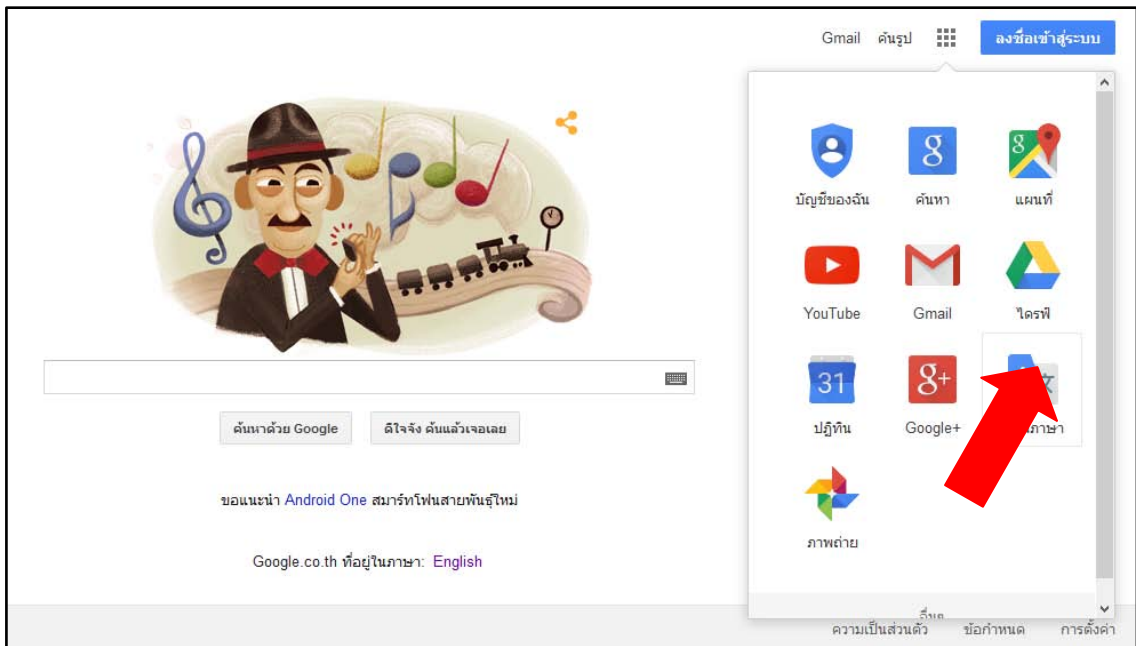 Gmail ค้นรูป ลงชื่อเข้าสู่ระบบ
บัญชีของฉัน ค้นหา แผนที่
YouTube Gmail ไดรฟ์
31
ปฏิทิน Google+ ภาษา
ภาพถ่าย
ค้นหาด้วย Google ดีใจจัง ค้นแล้วเจอเลย
ขอแนะนำ Android One สมาร์ทโฟนสายพันธุ์ใหม่
Google.co.th ที่อยู่ในภาษา: English
ความเป็นส่วนตัว ข้อกำหนด การตั้งค่า